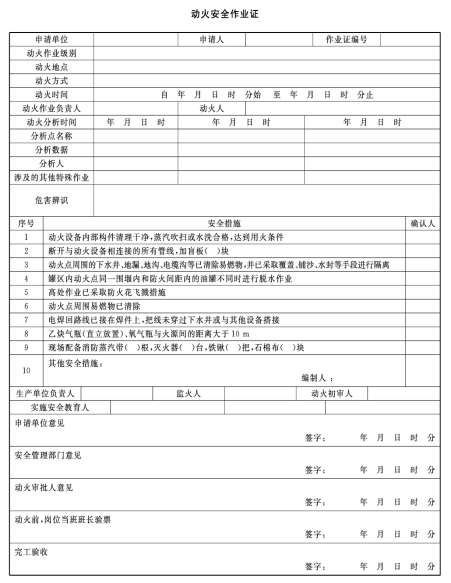 动火安全作业证
申请单位 申请人 作业证编号
动火作业级别
动火地点
动火方式
动火时间 自 年 月 日 时 分始 至 年 月 日 时 分止
动火作业负责人 动火人
动火分析时间 年 月 日 时 年 月 日 时 年 月 日 时
分析点名称
分析数据
分析人
涉及的其他特殊作业
危害辨识
序号 安全措施 确认人
1 动火设备内部构件清理干净,蒸汽吹扫或水洗合格,达到用火条件
2 断开与动火设备相连接的所有管线,加盲板( )块
3 动火点周围的下水井、地漏、地沟、电缆沟等已清除易燃物,并已采取覆盖、铺沙、水封等手段进行隔离
4 罐区内动火点同一围堰内和防火间距内的油罐不同时进行脱水作业
5 高处作业已采取防火花飞溅措施
6 动火点周围易燃物已清除
7 电焊回路线已接在焊件上,把线未穿过下水井或与其他设备搭接
8 乙炔气瓶(直立放置)、氧气瓶与火源间的距离大于10 m
9 现场配备消防蒸汽带( )根,灭火器( )台,铁锹( )把,石棉布( )块
10 其他安全措施:
编制人:
生产单位负责人 监火人 动火初审人
实施安全教育人
申请单位意见
签字: 年 月 日 时 分
安全管理部门意见
签字: 年 月 日 时 分
动火审批人意见
签字: 年 月 日 时 分
动火前,岗位当班班长验票
签字: 年 月 日 时 分
完工验收
签字: 年 月 日 时 分